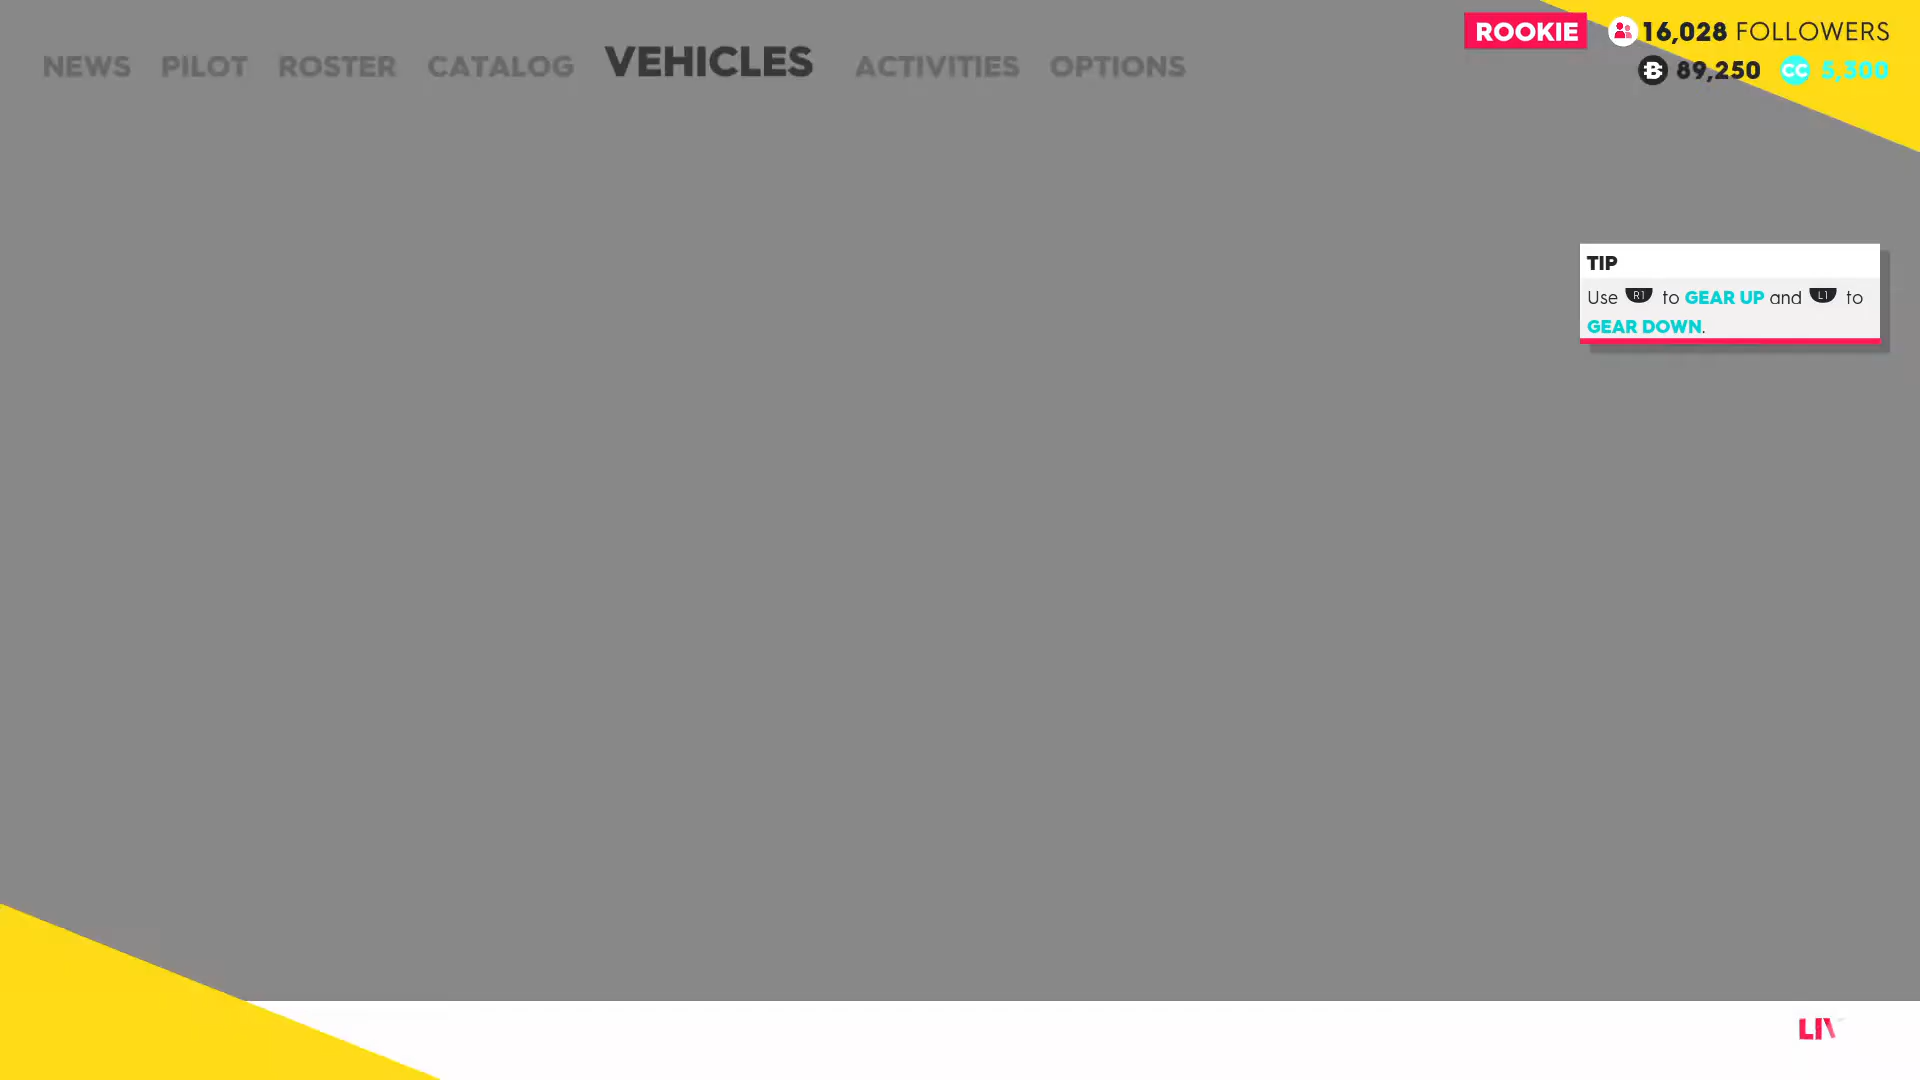 NEWS PILOT ROSTER CATALOG VEHICLES ACTIVITIES OPTIONS
ROOKIE 16,028 FOLLOWERS
89,250 CC 5,300
TIP
Use R1 to GEAR UP and L1 to
GEAR DOWN.